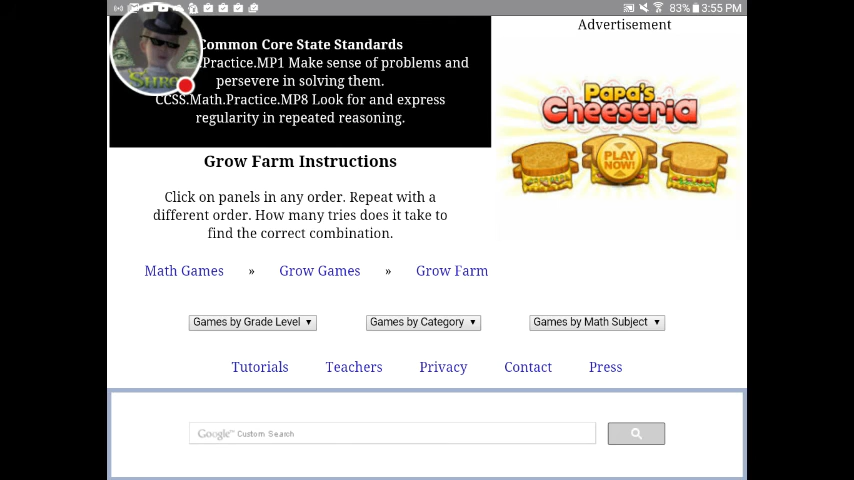 83% 3:55 PM
Common Core State Standards
Practice.MP1 Make sense of problems and
persevere in solving them.
CCSS.Math.Practice.MP8 Look for and express
regularity in repeated reasoning.
Advertisement
Papa's
Cheeseria
PLAY
NOW!
Grow Farm Instructions
Click on panels in any order. Repeat with a
different order. How many tries does it take to
find the correct combination.
Math Games » Grow Games » Grow Farm
Games by Grade Level ▼ Games by Category ▼ Games by Math Subject ▼
Tutorials Teachers Privacy Contact Press
Google™ Custom Search